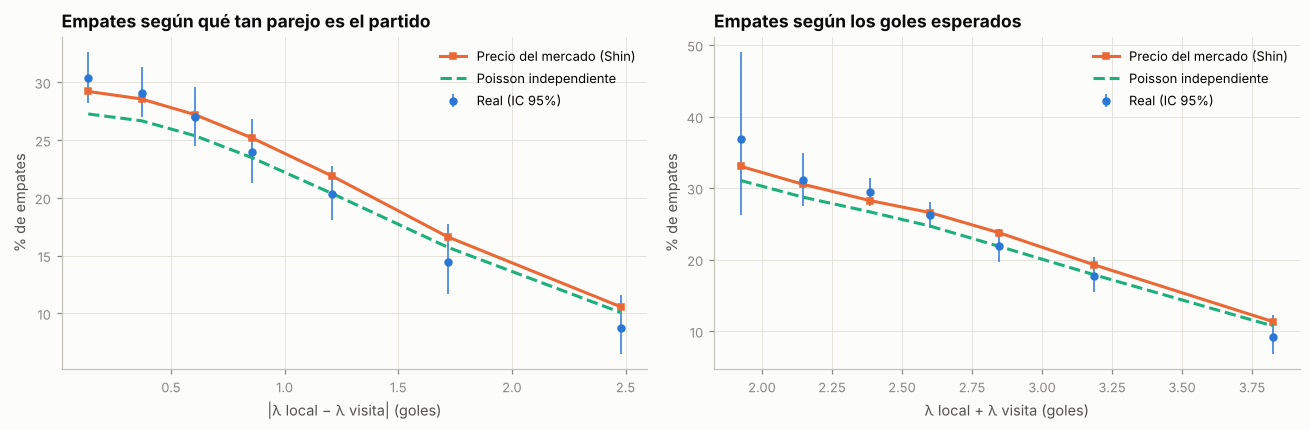 Empates según qué tan parejo es el partido
Precio del mercado (Shin)
Poisson independiente
Real (IC 95%)
% de empates
30
25
20
15
10
0.5
1.0
1.5
2.0
2.5
|λ local − λ visita| (goles)
Empates según los goles esperados
Precio del mercado (Shin)
Poisson independiente
Real (IC 95%)
% de empates
50
40
30
20
10
2.00
2.25
2.50
2.75
3.00
3.25
3.50
3.75
λ local + λ visita (goles)